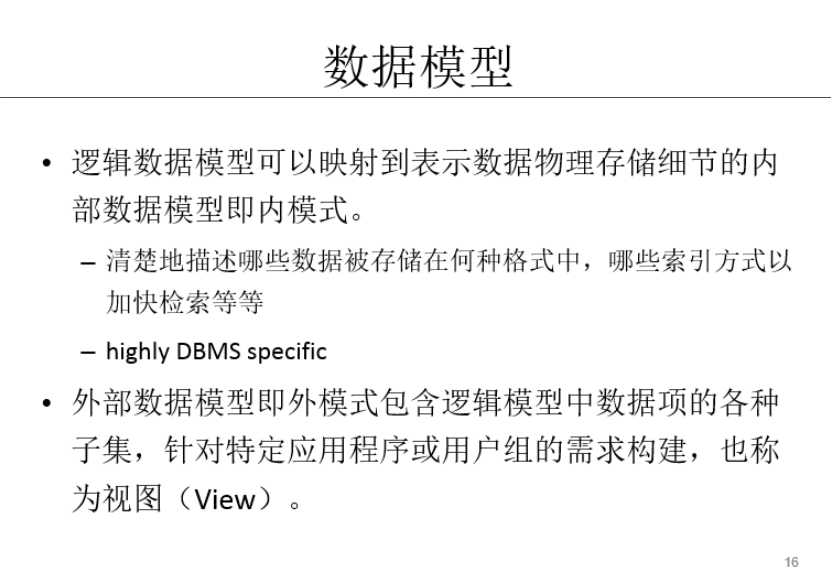 数据模型
• 逻辑数据模型可以映射到表示数据物理存储细节的内
部数据模型即内模式。
– 清楚地描述哪些数据被存储在何种格式中，哪些索引方式以
加快检索等等
– highly DBMS specific
• 外部数据模型即外模式包含逻辑模型中数据项的各种
子集，针对特定应用程序或用户组的需求构建，也称
为视图（View）。
16